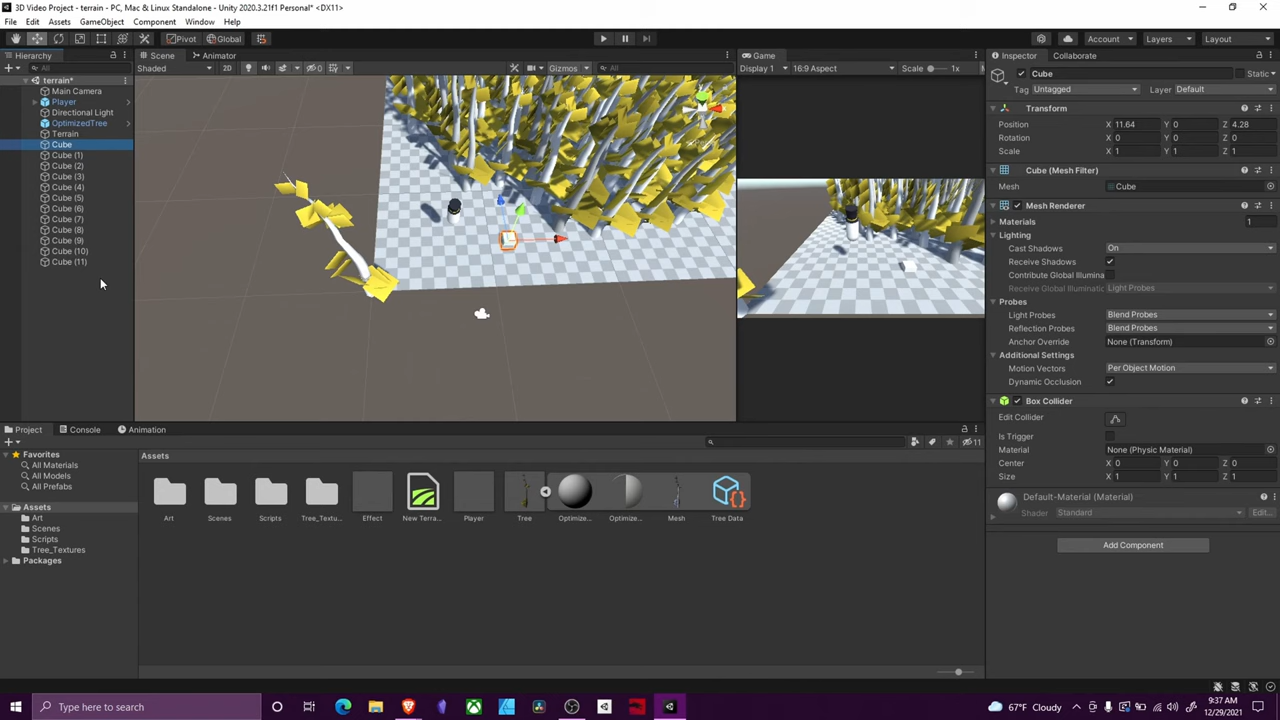 3D Video Project - terrain - PC, Mac & Linux Standalone - Unity 2020.3.21f1 Personal* <DX11>
File Edit Assets GameObject Component Window Help
Pivot Global Account Layers Layout
Hierarchy
All
terrain*
Main Camera
Player
Directional Light
OptimizedTree
Terrain
Cube
Cube (1)
Cube (2)
Cube (3)
Cube (4)
Cube (5)
Cube (6)
Cube (7)
Cube (8)
Cube (9)
Cube (10)
Cube (11)
Scene Animator
Shaded 2D 0 Gizmos All
Game
Display 1 16:9 Aspect Scale 1x
Inspector Collaborate
Cube Static
Tag Untagged Layer Default
Transform
Position X 11.64 Y 0 Z 4.28
Rotation X 0 Y 0 Z 0
Scale X 1 Y 1 Z 1
Cube (Mesh Filter)
Mesh Cube
Mesh Renderer
Materials 1
Lighting
Cast Shadows On
Receive Shadows
Contribute Global Illumina
Receive Global Illuminatic Light Probes
Probes
Light Probes Blend Probes
Reflection Probes Blend Probes
Anchor Override None (Transform)
Additional Settings
Motion Vectors Per Object Motion
Dynamic Occlusion
Box Collider
Edit Collider
Is Trigger
Material None (Physic Material)
Center X 0 Y 0 Z 0
Size X 1 Y 1 Z 1
Default-Material (Material)
Shader Standard Edit...
Add Component
Project Console Animation
11
Favorites
All Materials
All Models
All Prefabs
Assets
Art
Scenes
Scripts
Tree_Textures
Packages
Assets
Art Scenes Scripts Tree_Textu... Effect New Terra... Player Tree Optimize... Optimize... Mesh Tree Data
Type here to search
67°F Cloudy
9:37 AM
12/29/2021